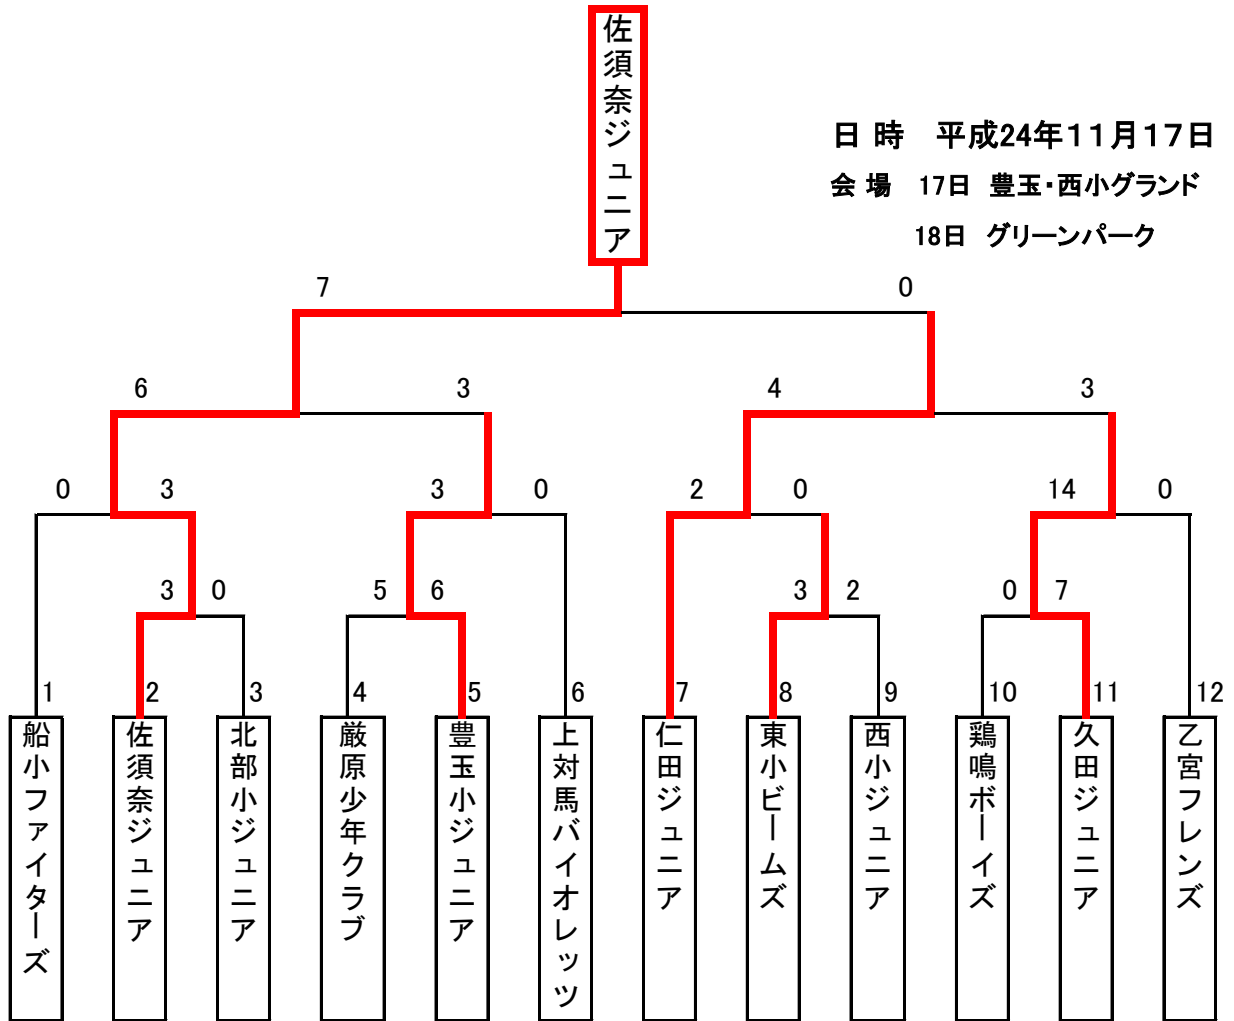 佐須奈ジュニア
日 時　平成24年１１月１７日
会 場　17日　豊玉・西小グランド
18日　グリーンパーク
7
0
6
3
4
3
0
3
3
0
2
0
14
0
3
0
5
6
3
2
0
7
1
2
3
4
5
6
7
8
9
10
11
12
船小ファイターズ
佐須奈ジュニア
北部小ジュニア
厳原少年クラブ
豊玉小ジュニア
上対馬バイオレッツ
仁田ジュニア
東小ビームズ
西小ジュニア
鶏鳴ボーイズ
久田ジュニア
乙宮フレンズ